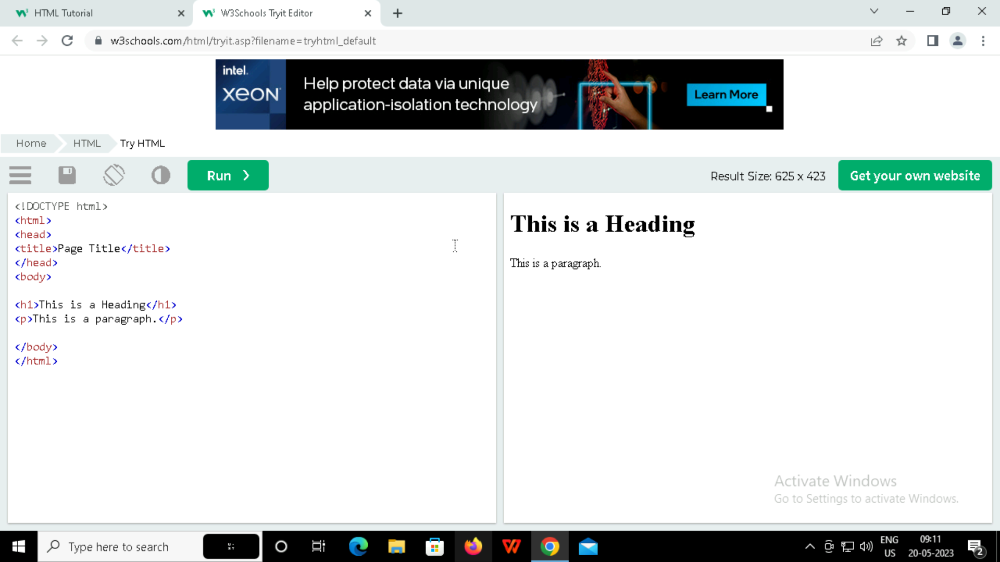 HTML Tutorial
W3Schools Tryit Editor
w3schools.com/html/tryit.asp?filename=tryhtml_default
intel.
xeon
Help protect data via unique
application-isolation technology
Learn More
Home
HTML
Try HTML
Run
Result Size: 625 x 423
Get your own website
<!DOCTYPE html>
<html>
<head>
<title>Page Title</title>
</head>
<body>
<h1>This is a Heading</h1>
<p>This is a paragraph.</p>
</body>
</html>
This is a Heading
This is a paragraph.
Activate Windows
Go to Settings to activate Windows.
Type here to search
ENG
US
09:11
20-05-2023
2